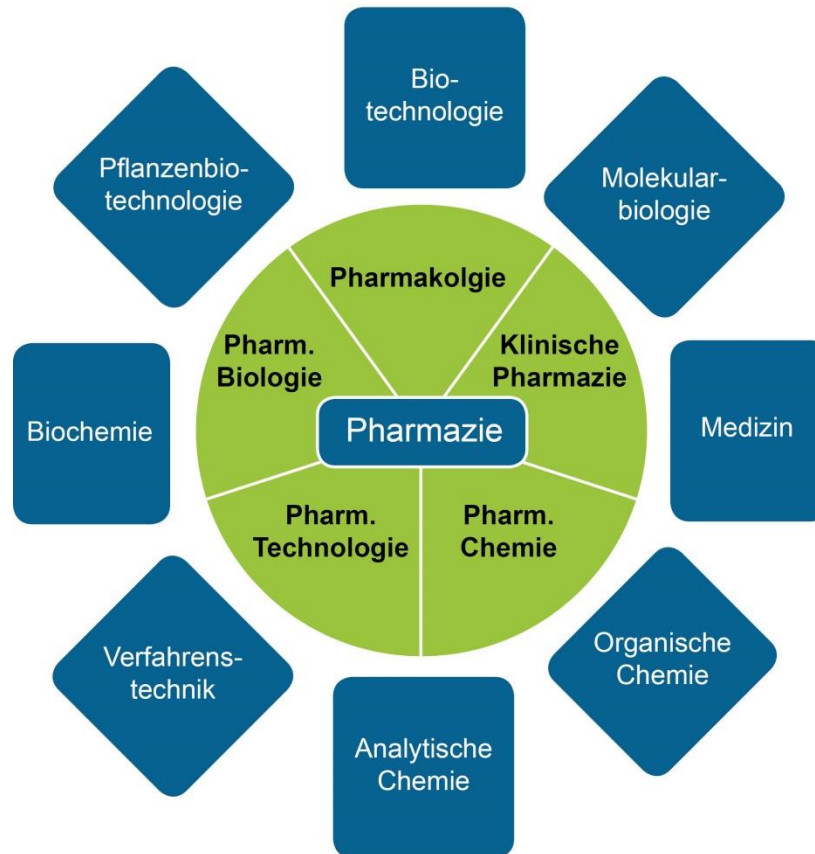 Bio-
technologie
Pflanzenbio-
technologie
Molekular-
biologie
Pharmakolgie
Pharm.
Biologie
Klinische
Pharmazie
Biochemie
Pharmazie
Medizin
Pharm.
Technologie
Pharm.
Chemie
Verfahrens-
technik
Organische
Chemie
Analytische
Chemie